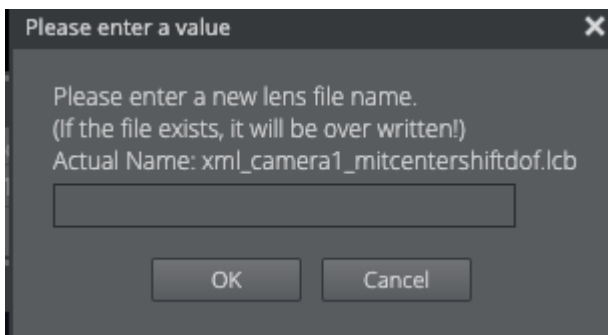 Please enter a value
Please enter a new lens file name.
(If the file exists, it will be over written!)
Actual Name: xml_camera1_mitcentershiftdof.lcb
OK Cancel